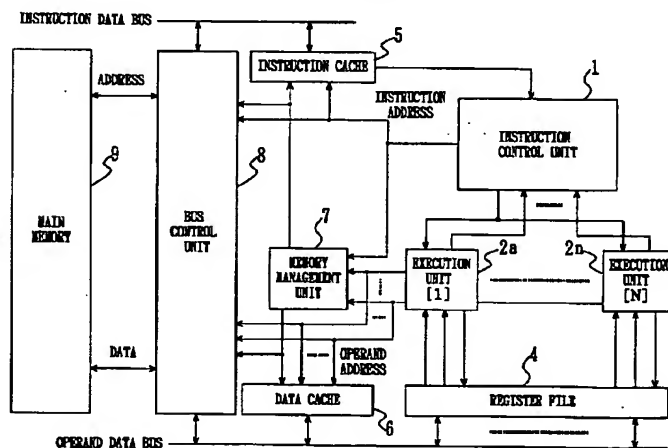 INSTRUCTION DATA BUS
5
INSTRUCTION CACHE
1
ADDRESS
INSTRUCTION
ADDRESS
INSTRUCTION
CONTROL UNIT
9
8
MAIN
MEMORY
BUS
CONTROL
UNIT
7
MEMORY
MANAGEMENT
UNIT
EXECUTION
UNIT
[1]
2a
2n
EXECUTION
UNIT
[N]
DATA
OPERAND
ADDRESS
4
DATA CACHE
6
REGISTER FILE
OPERAND DATA BUS